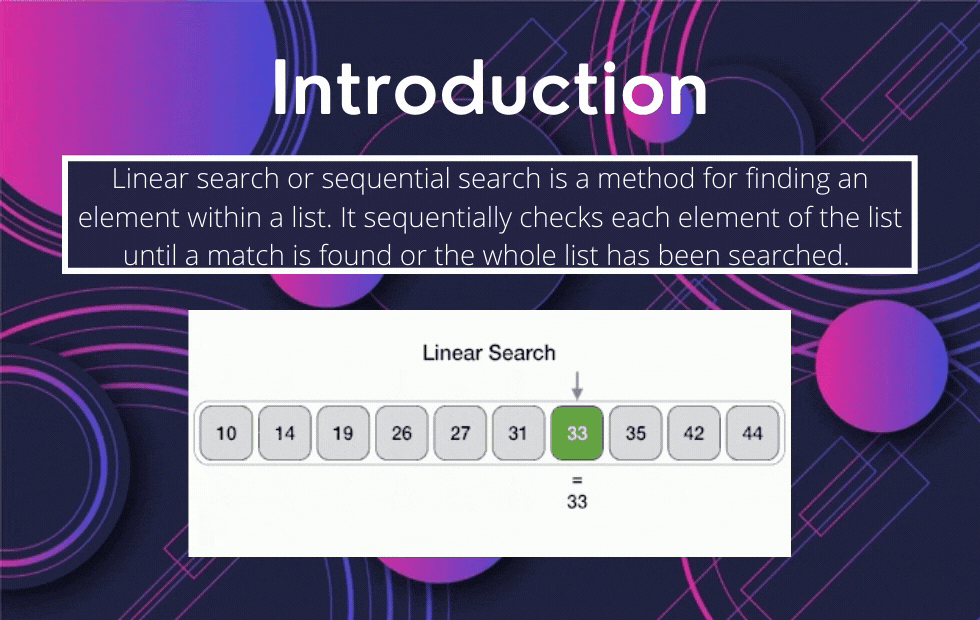 Introduction
Linear search or sequential search is a method for finding an
element within a list. It sequentially checks each element of the list
until a match is found or the whole list has been searched.
Linear Search
10 14 19 26 27 31 33 35 42 44
=
33